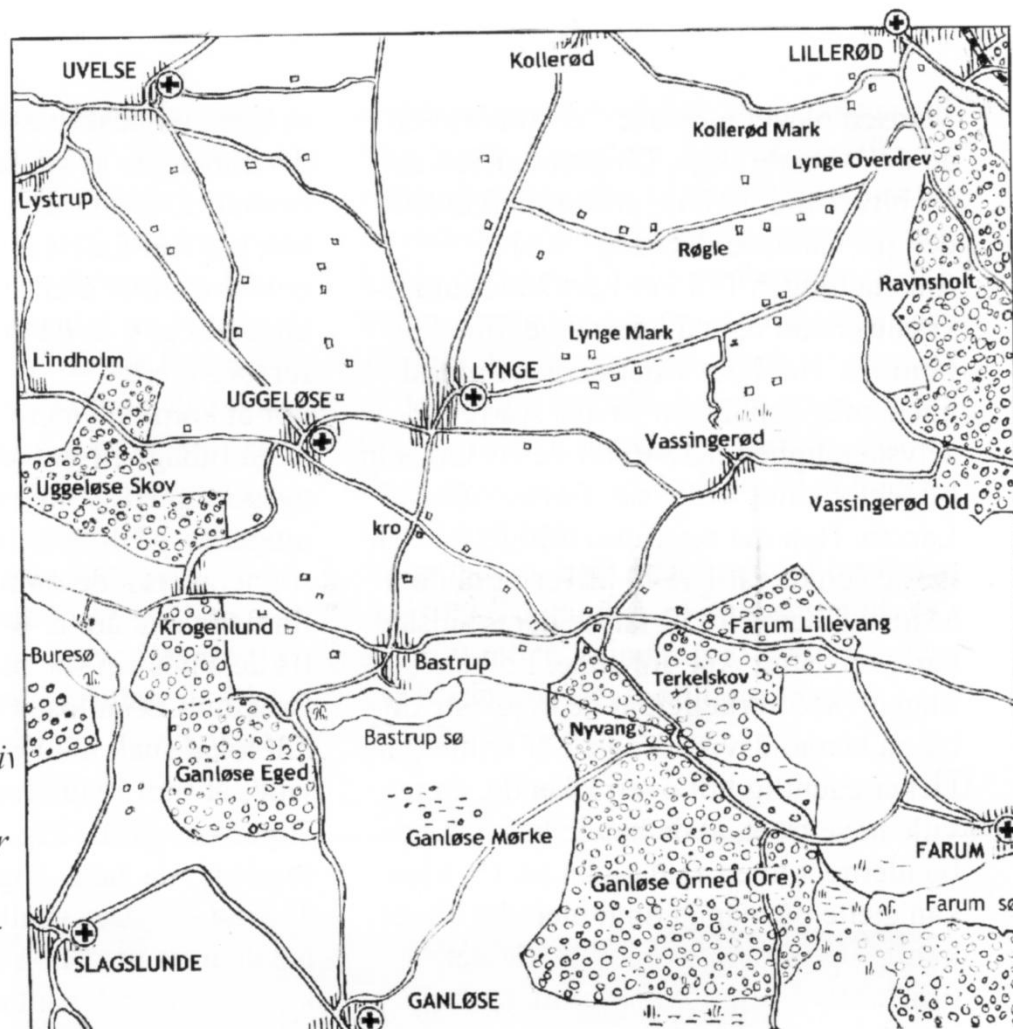 UVELSE
Kollerød
LILLERØD
Kollerød Mark
Lynge Overdrev
Lystrup
Røgle
Ravnsholt
Lynge Mark
Lindholm
LYNGE
UGGELØSE
Vassingerød
Uggeløse Skov
Vassingerød Old
kro
Krogenlund
Farum Lillevang
Buresø
Bastrup
Terkelskov
Bastrup sø
Nyvang
Ganløse Eged
Ganløse Mørke
FARUM
Ganløse Orned (Ore)
Farum sø
SLAGSLUNDE
GANLØSE